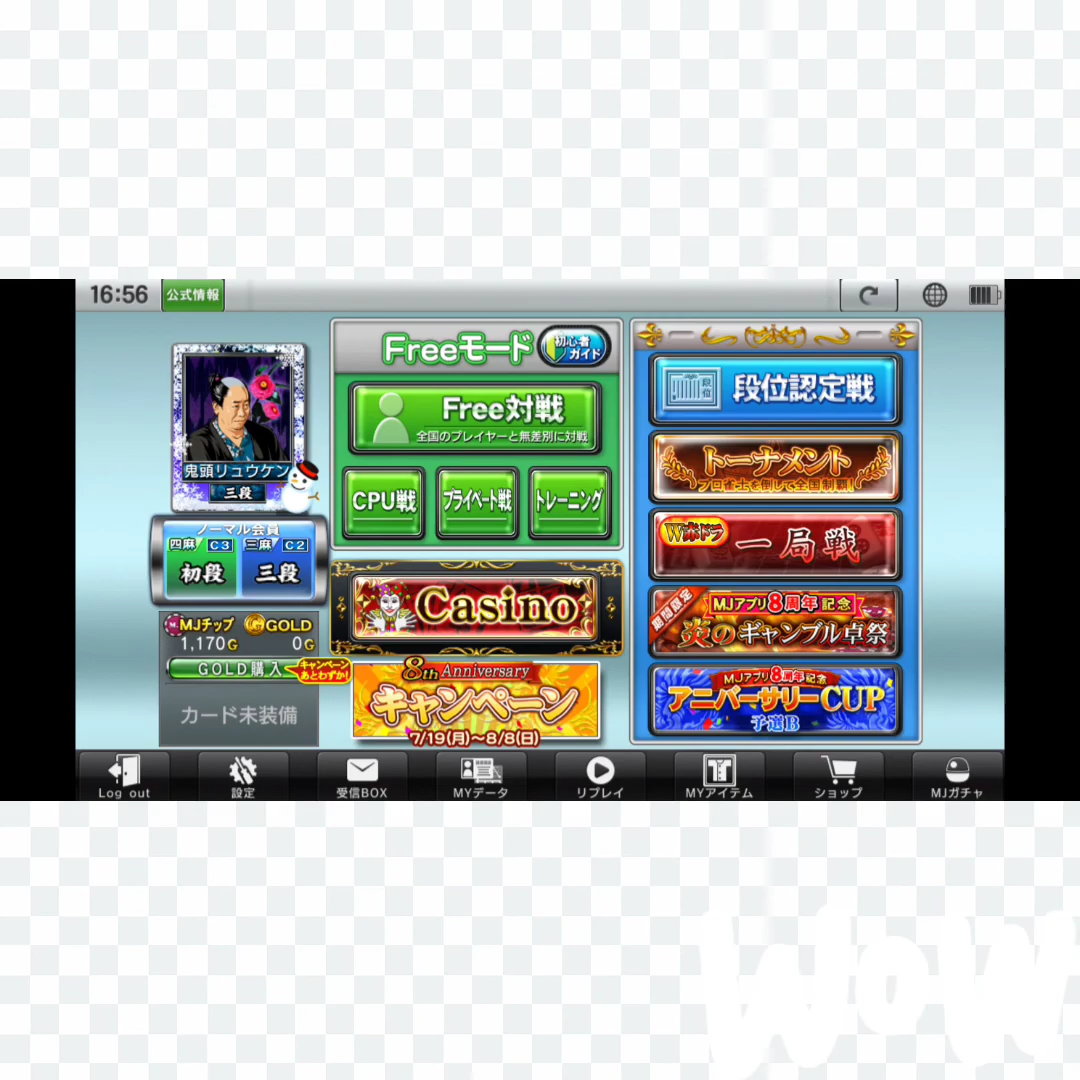 16:56 公式情報
鬼頭リュウケン
三段
ノーマル会員
四麻 C3 三麻 C2
初段 三段
MJチップ GOLD
1,170G 0G
GOLD購入 キャンペーンあとわずか!
カード未装備
Freeモード 初心者ガイド
Free対戦
全国のプレイヤーと無差別に対戦
CPU戦 プライベート戦 トレーニング
Casino
8th Anniversary
キャンペーン
7/19(月)～8/8(日)
段位 段位認定戦
トーナメント
プロ雀士を倒して全国制覇!
W赤ドラ 一局戦
期間限定 MJアプリ8周年記念
炎のギャンブル卓祭
MJアプリ8周年記念
アニバーサリーCUP
予選B
Log out 設定 受信BOX MYデータ リプレイ MYアイテム ショップ MJガチャ
WoW